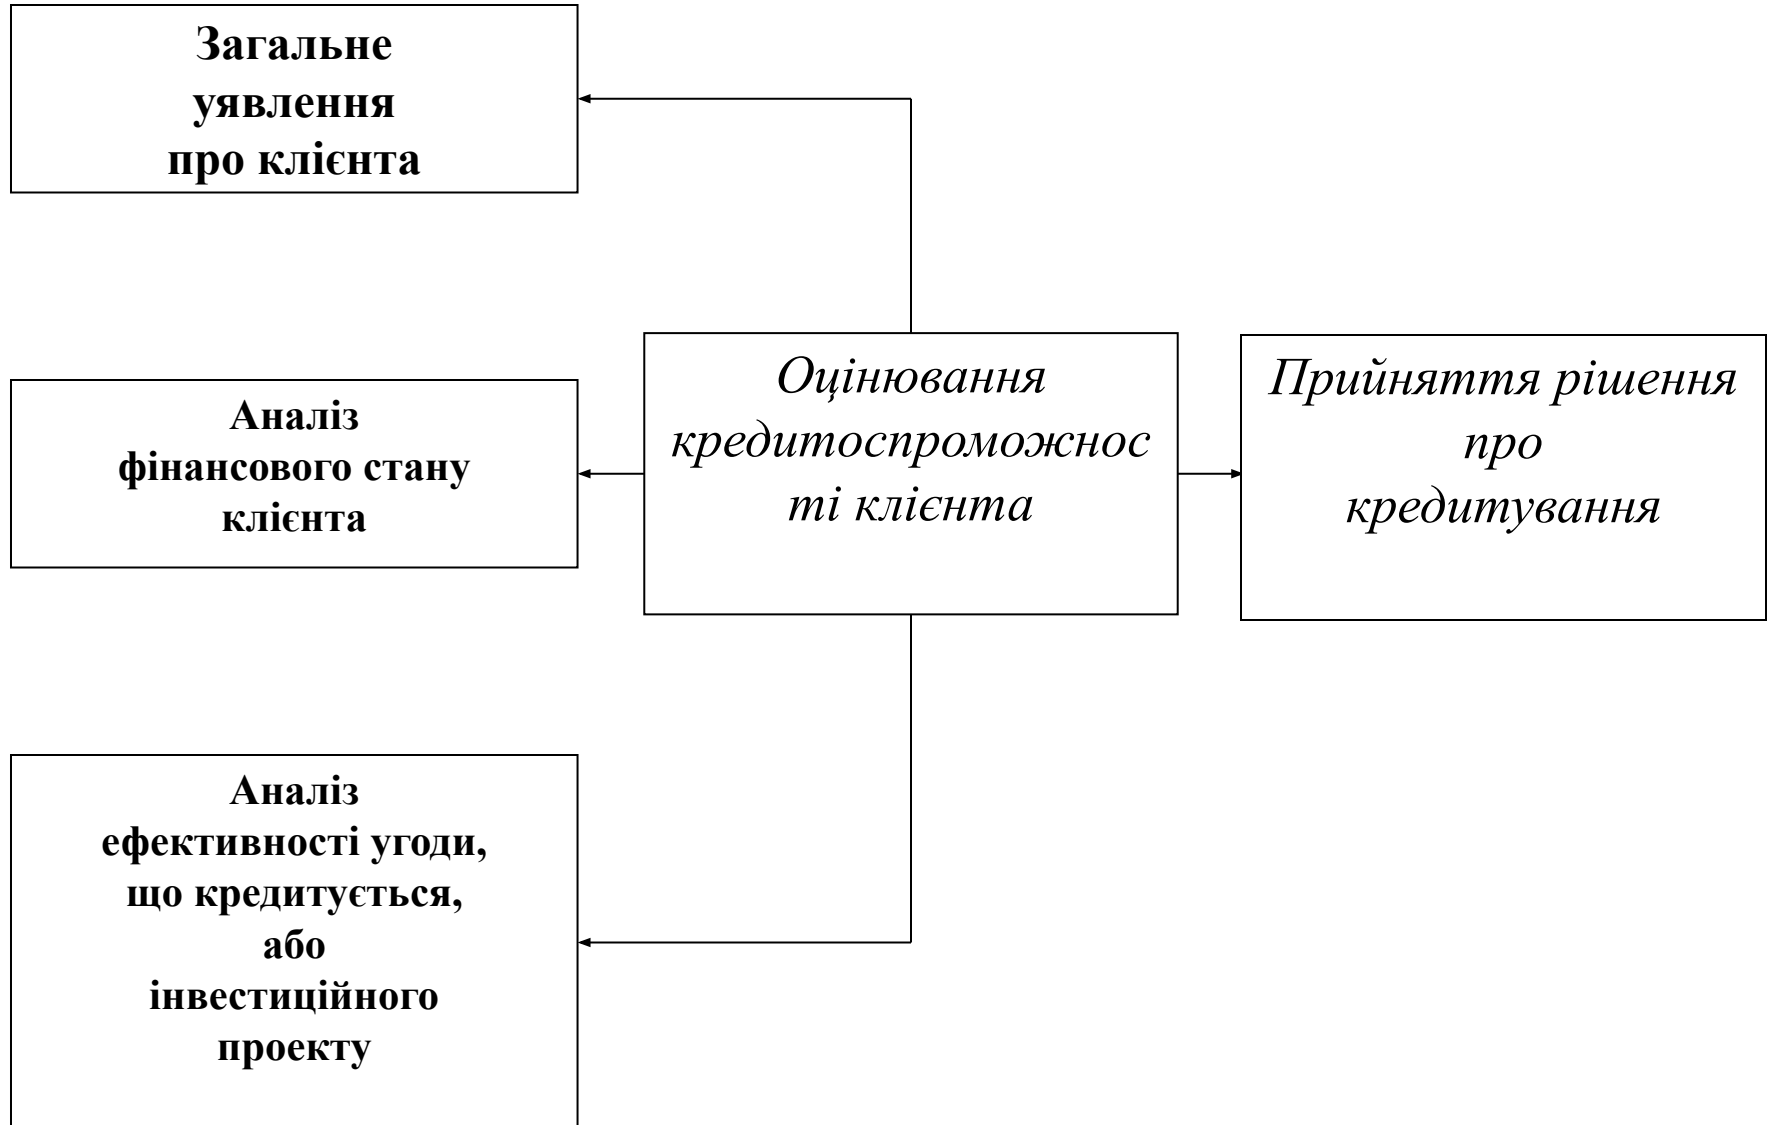 Загальне
уявлення
про клієнта
Аналіз
фінансового стану
клієнта
Аналіз
ефективності угоди,
що кредитується,
або
інвестиційного
проекту
Оцінювання
кредитоспроможнос
ті клієнта
Прийняття рішення
про
кредитування